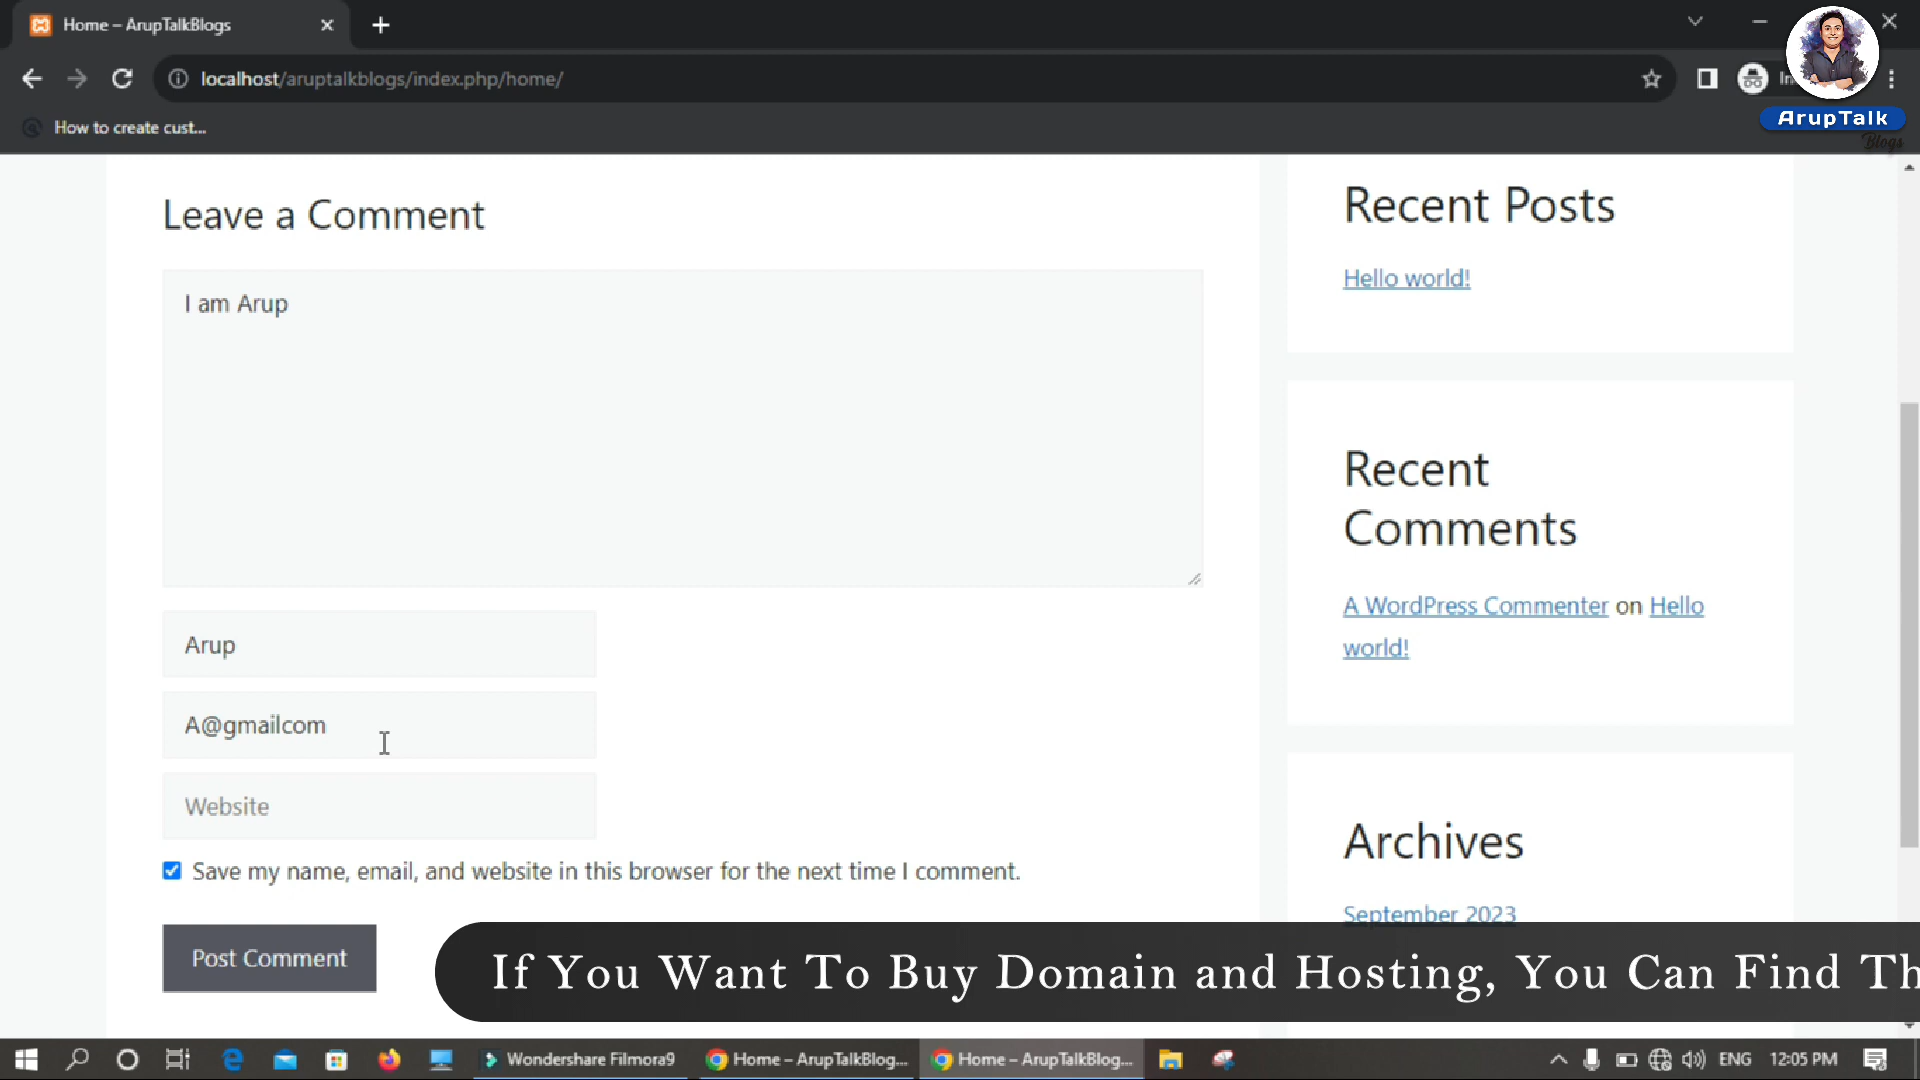 Home – ArupTalkBlogs
localhost/aruptalkblogs/index.php/home/
ArupTalk
Blogs
How to create cust...
Leave a Comment
I am Arup
Arup
A@gmailcom
Website
Save my name, email, and website in this browser for the next time I comment.
Post Comment
Recent Posts
Hello world!
Recent
Comments
A WordPress Commenter on Hello
world!
Archives
September 2023
If You Want To Buy Domain and Hosting, You Can Find Th
Wondershare Filmora9
Home – ArupTalkBlog...
Home – ArupTalkBlog...
ENG
12:05 PM